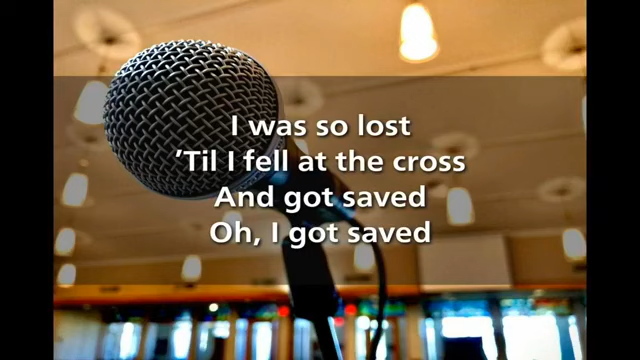 I was so lost
’Til I fell at the cross
And got saved
Oh, I got saved